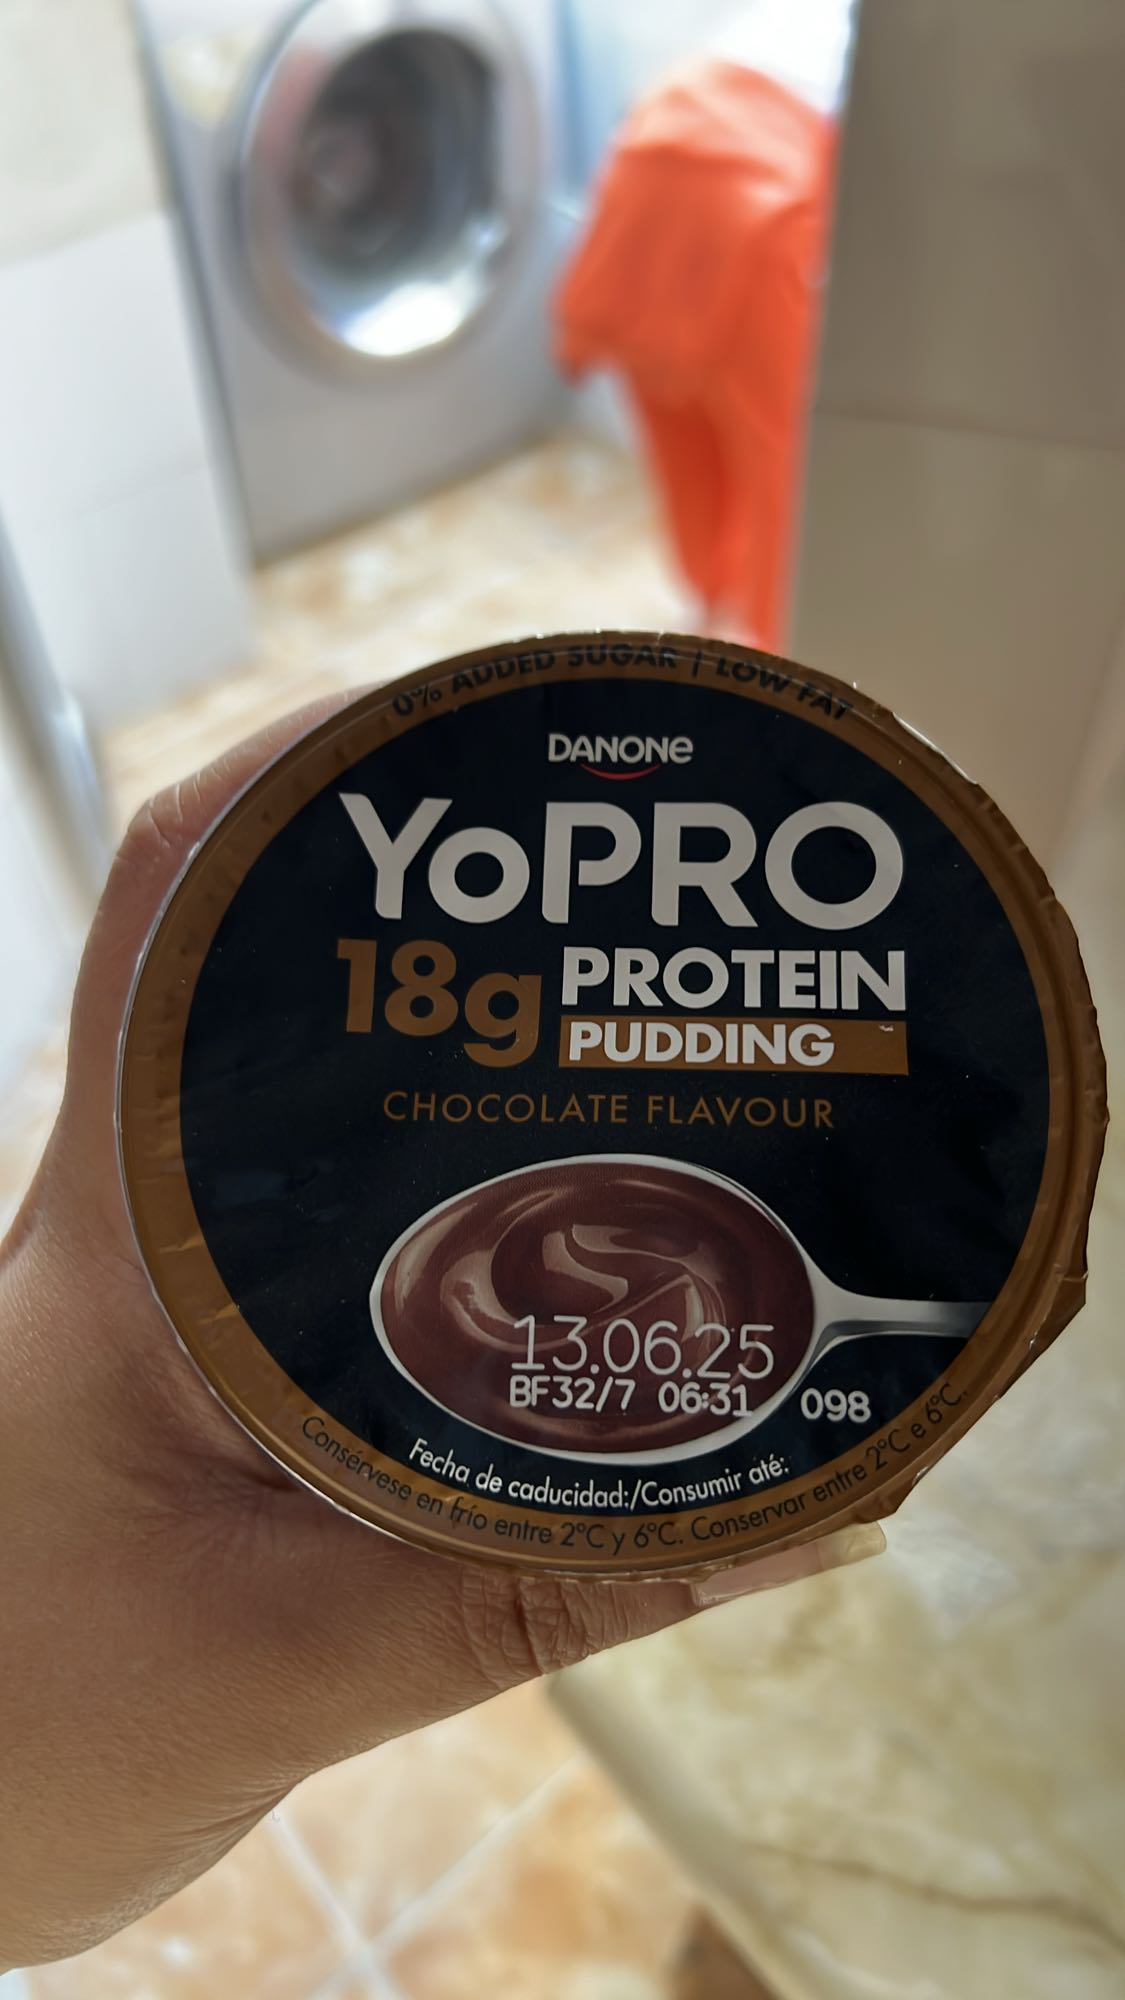 0% ADDED SUGAR | LOW FAT
DANONE
YoPRO
18g PROTEIN
PUDDING
CHOCOLATE FLAVOUR
13.06.25
BF32/7 06:31 098
Fecha de caducidad:/Consumir até:
Consérvese en frío entre 2°C y 6°C. Conservar entre 2°C e 6°C.